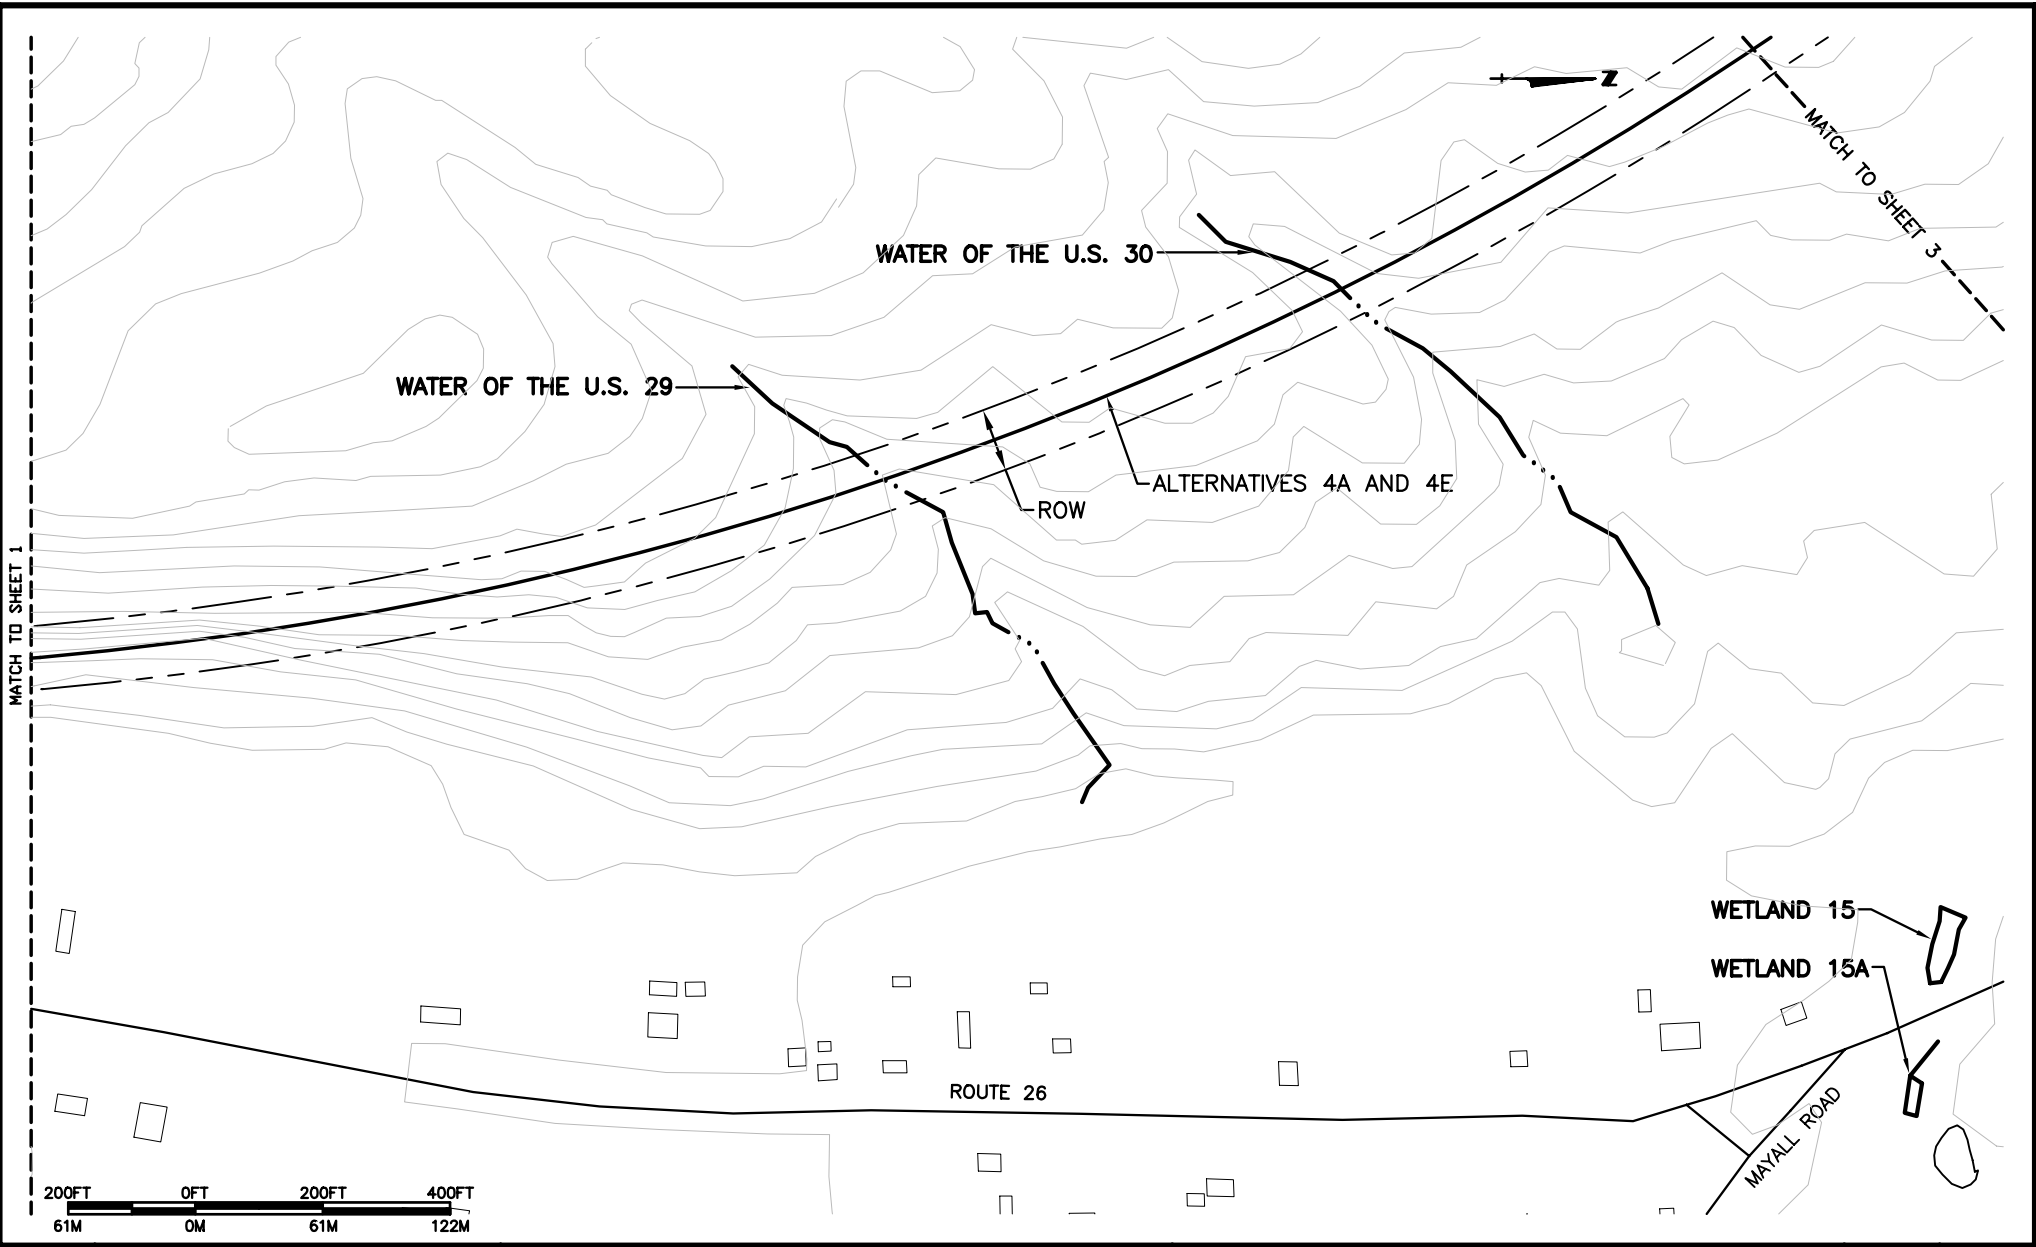 N
MATCH TO SHEET 3
WATER OF THE U.S. 30
WATER OF THE U.S. 29
ALTERNATIVES 4A AND 4E
ROW
MATCH TO SHEET 1
WETLAND 15
WETLAND 15A
ROUTE 26
MAYALL ROAD
200FT 0FT 200FT 400FT
61M 0M 61M 122M